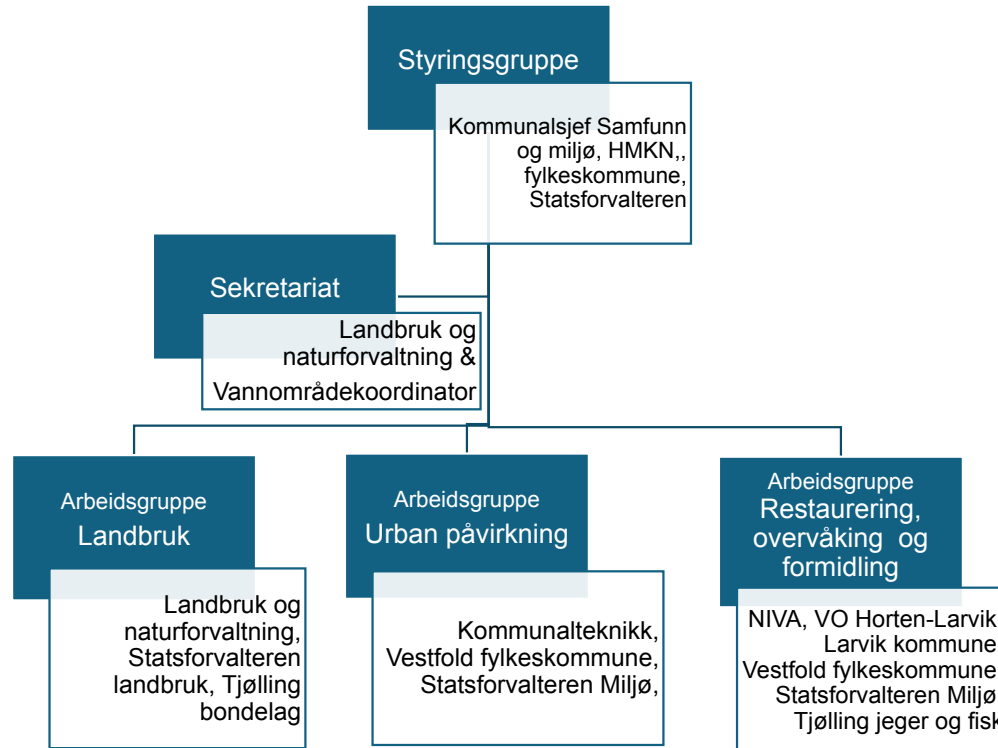 Styringsgruppe
Kommunalsjef Samfunn
og miljø, HMKN,,
fylkeskommune,
Statsforvalteren
Sekretariat
Landbruk og
naturforvaltning &
Vannområdekoordinator
Arbeidsgruppe
Landbruk
Landbruk og
naturforvaltning,
Statsforvalteren
landbruk, Tjølling
bondelag
Arbeidsgruppe
Urban påvirkning
Kommunalteknikk,
Vestfold fylkeskommune,
Statsforvalteren Miljø,
Arbeidsgruppe
Restaurering,
overvåking og
formidling
NIVA, VO Horten-Larvik
Larvik kommune
Vestfold fylkeskommune
Statsforvalteren Miljø
Tjølling jeger og fisk